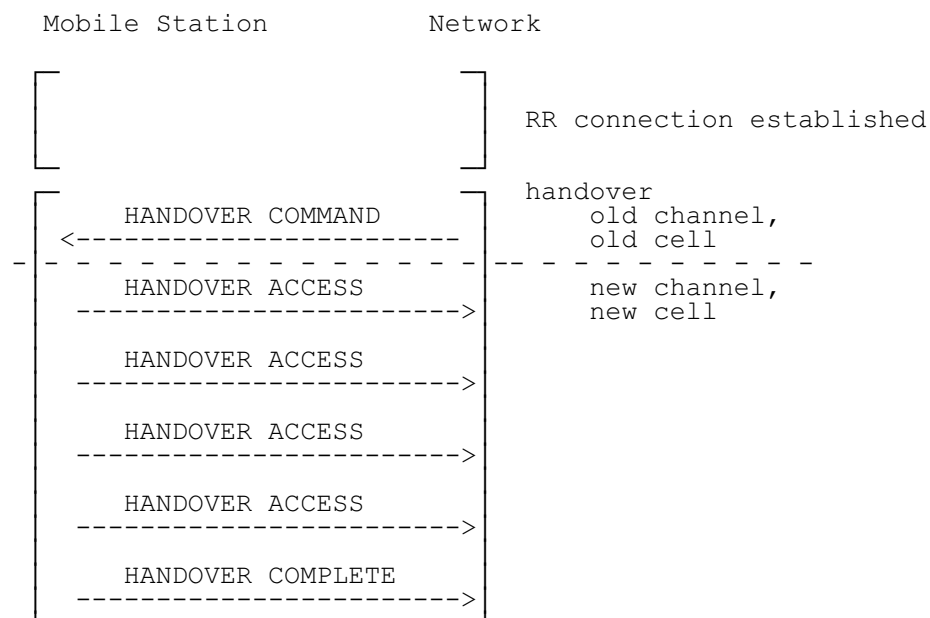 Mobile Station Network
RR connection established
handover
HANDOVER COMMAND old channel,
<------------------------ old cell
- - - - - - - - - - - - - - - -- - - - - - - - - -
HANDOVER ACCESS new channel,
------------------------> new cell
HANDOVER ACCESS
------------------------>
HANDOVER ACCESS
------------------------>
HANDOVER ACCESS
------------------------>
HANDOVER COMPLETE
------------------------>